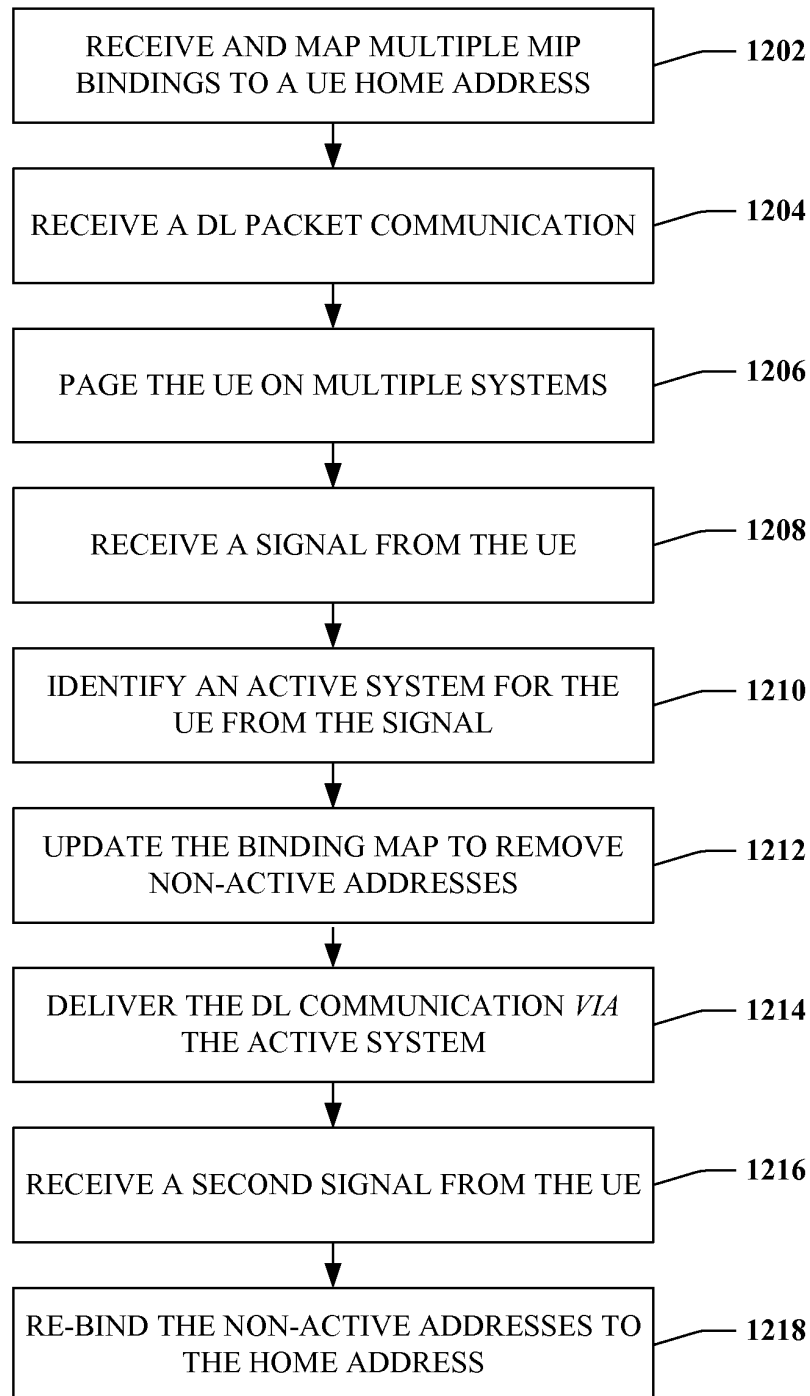 RECEIVE AND MAP MULTIPLE MIP
BINDINGS TO A UE HOME ADDRESS
1202
RECEIVE A DL PACKET COMMUNICATION
1204
PAGE THE UE ON MULTIPLE SYSTEMS
1206
RECEIVE A SIGNAL FROM THE UE
1208
IDENTIFY AN ACTIVE SYSTEM FOR THE
UE FROM THE SIGNAL
1210
UPDATE THE BINDING MAP TO REMOVE
NON-ACTIVE ADDRESSES
1212
DELIVER THE DL COMMUNICATION VIA
THE ACTIVE SYSTEM
1214
RECEIVE A SECOND SIGNAL FROM THE UE
1216
RE-BIND THE NON-ACTIVE ADDRESSES TO
THE HOME ADDRESS
1218